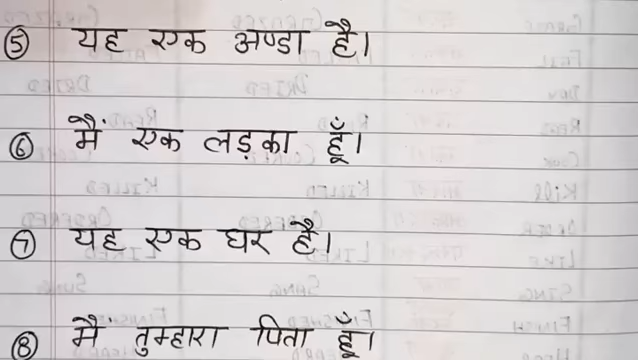 ⑤ यह एक अण्डा है।
⑥ मैं एक लड़का हूँ।
⑦ यह एक घर है।
⑧ मैं तुम्हारा पिता हूँ।